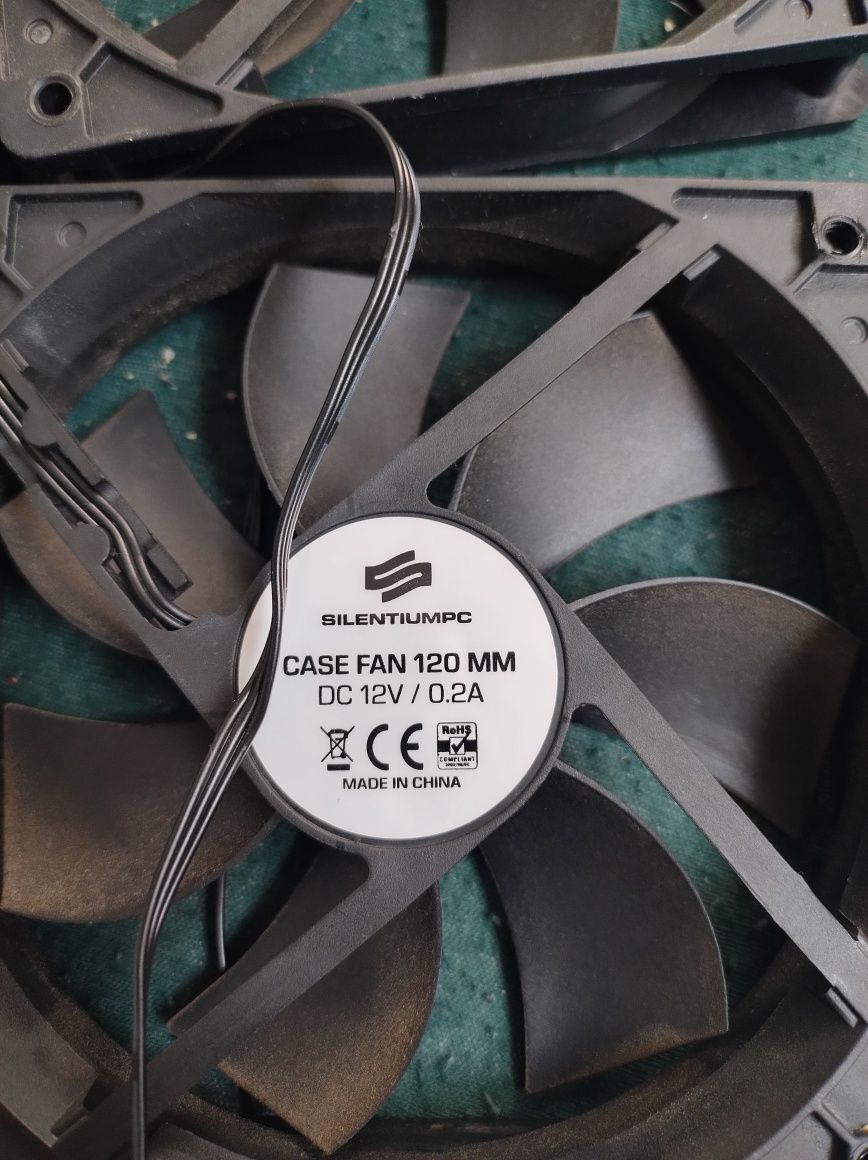 SILENTIUMPC
CASE FAN 120 MM
DC 12V / 0.2A
CE RoHS
COMPLIANT
MADE IN CHINA